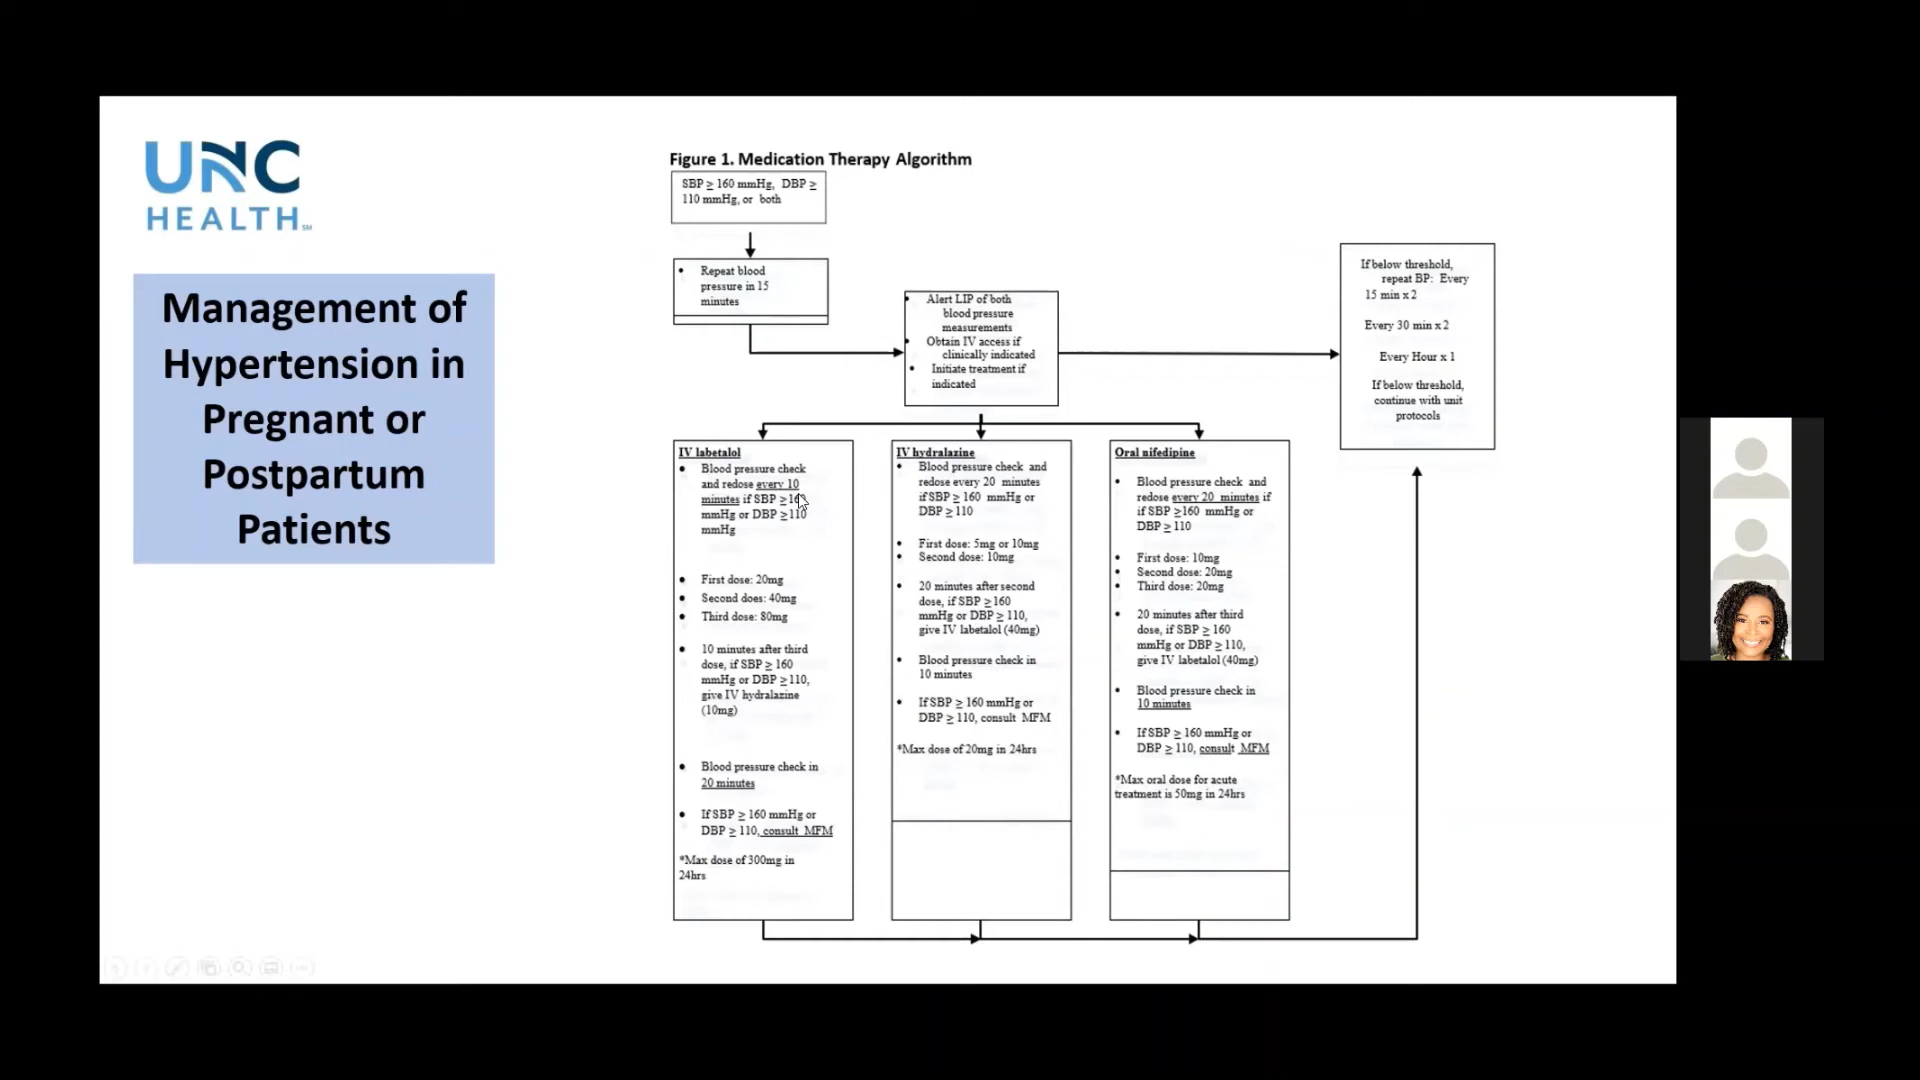 UNC
HEALTH
SM
Management of
Hypertension in
Pregnant or
Postpartum
Patients
Figure 1. Medication Therapy Algorithm
SBP ≥ 160 mmHg, DBP ≥
110 mmHg, or both
• Repeat blood
pressure in 15
minutes
• Alert LIP of both
blood pressure
measurements
• Obtain IV access if
clinically indicated
• Initiate treatment if
indicated
If below threshold,
repeat BP: Every
15 min x 2
Every 30 min x 2
Every Hour x 1
If below threshold,
continue with unit
protocols
IV labetalol
• Blood pressure check
and redose every 10
minutes if SBP ≥160
mmHg or DBP ≥110
mmHg
• First dose: 20mg
• Second does: 40mg
• Third dose: 80mg
• 10 minutes after third
dose, if SBP ≥ 160
mmHg or DBP ≥110,
give IV hydralazine
(10mg)
• Blood pressure check in
20 minutes
• If SBP ≥ 160 mmHg or
DBP ≥ 110, consult MFM
*Max dose of 300mg in
24hrs
IV hydralazine
• Blood pressure check and
redose every 20 minutes
if SBP ≥ 160 mmHg or
DBP ≥ 110
• First dose: 5mg or 10mg
• Second dose: 10mg
• 20 minutes after second
dose, if SBP ≥160
mmHg or DBP ≥ 110,
give IV labetalol (40mg)
• Blood pressure check in
10 minutes
• If SBP ≥ 160 mmHg or
DBP ≥ 110, consult MFM
*Max dose of 20mg in 24hrs
Oral nifedipine
• Blood pressure check and
redose every 20 minutes if
if SBP ≥160 mmHg or
DBP ≥ 110
• First dose: 10mg
• Second dose: 20mg
• Third dose: 20mg
• 20 minutes after third
dose, if SBP ≥ 160
mmHg or DBP ≥ 110,
give IV labetalol (40mg)
• Blood pressure check in
10 minutes
• If SBP ≥ 160 mmHg or
DBP ≥ 110, consult MFM
*Max oral dose for acute
treatment is 50mg in 24hrs